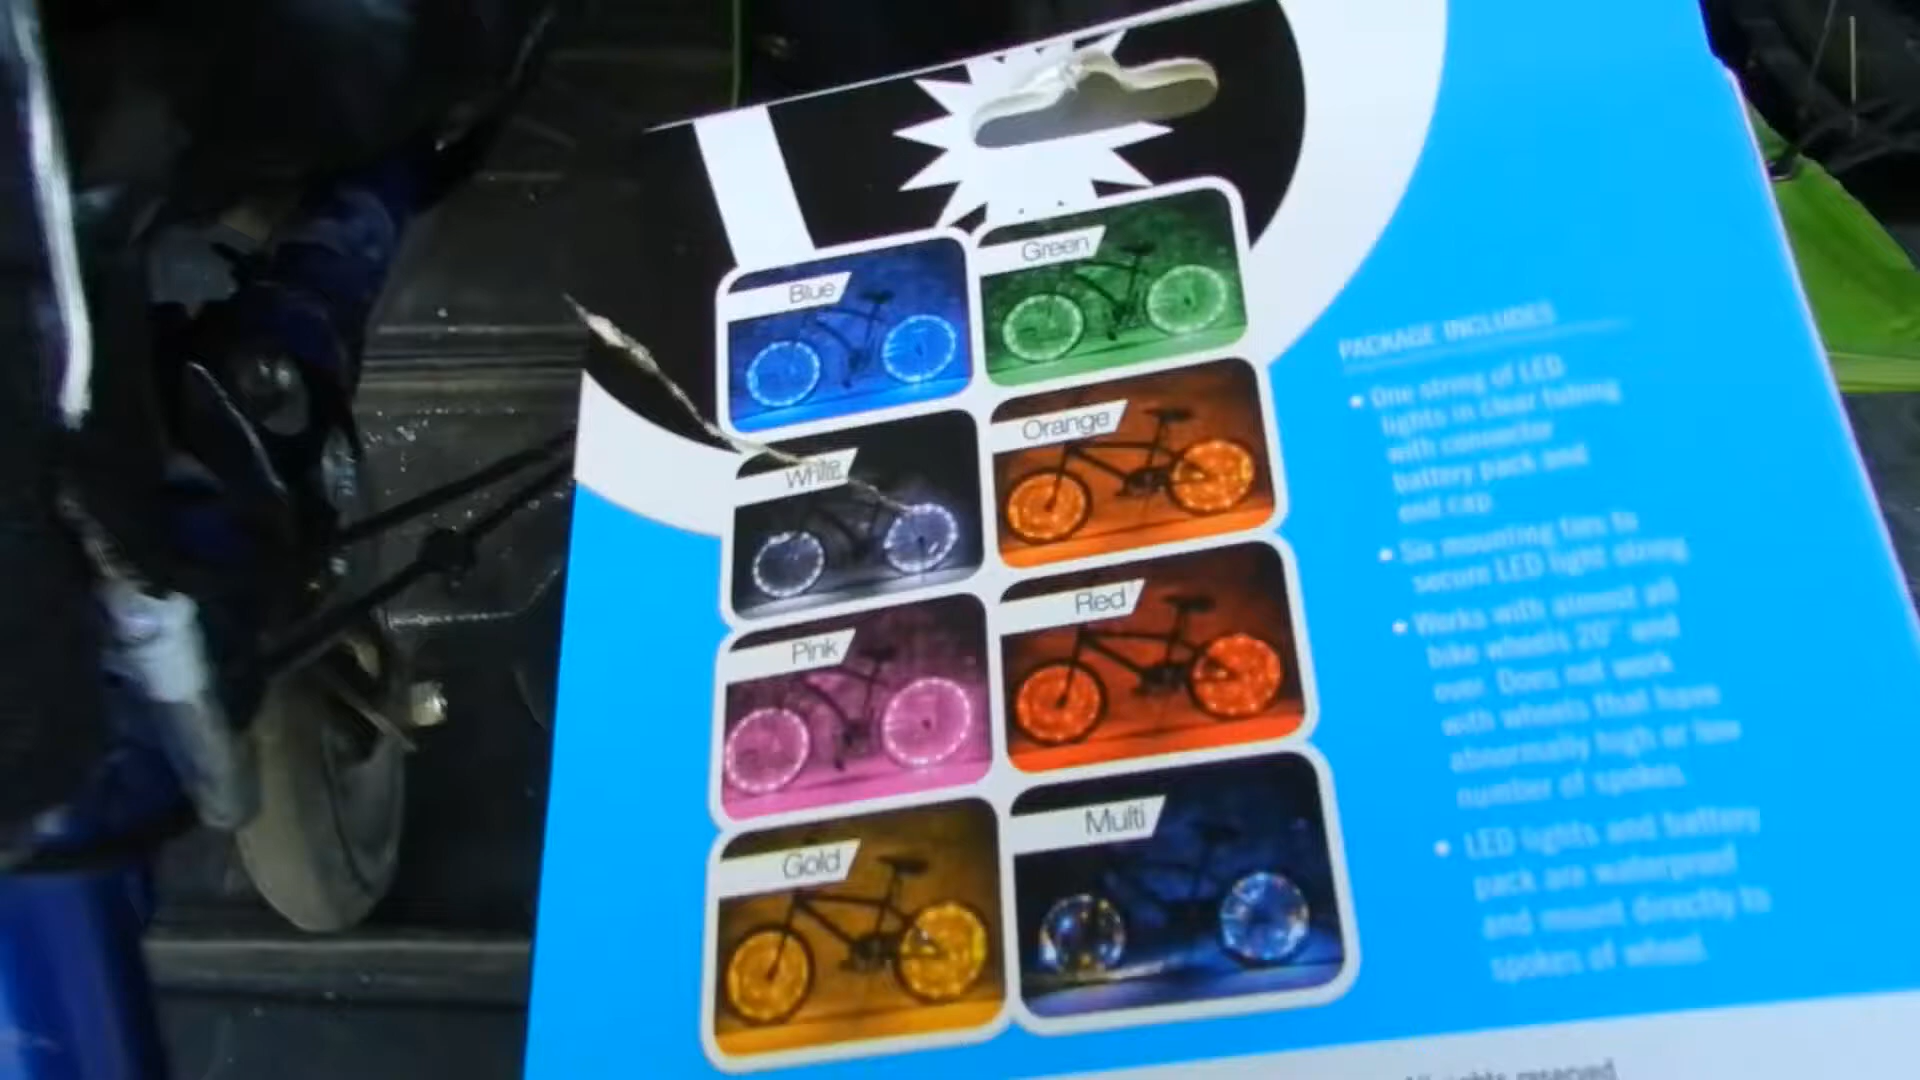 Blue
Green
White
Orange
Pink
Red
Gold
Multi
PACKAGE INCLUDES
• One string of LED
lights in clear tubing
with connector
battery pack and
end cap
• Six mounting ties to
secure LED light string
• Works with almost all
bike wheels 20" and
over. Does not work
with wheels that have
abnormally high or low
number of spokes.
• LED lights and battery
pack are waterproof
and mount directly to
spokes of wheel.
rights reserved